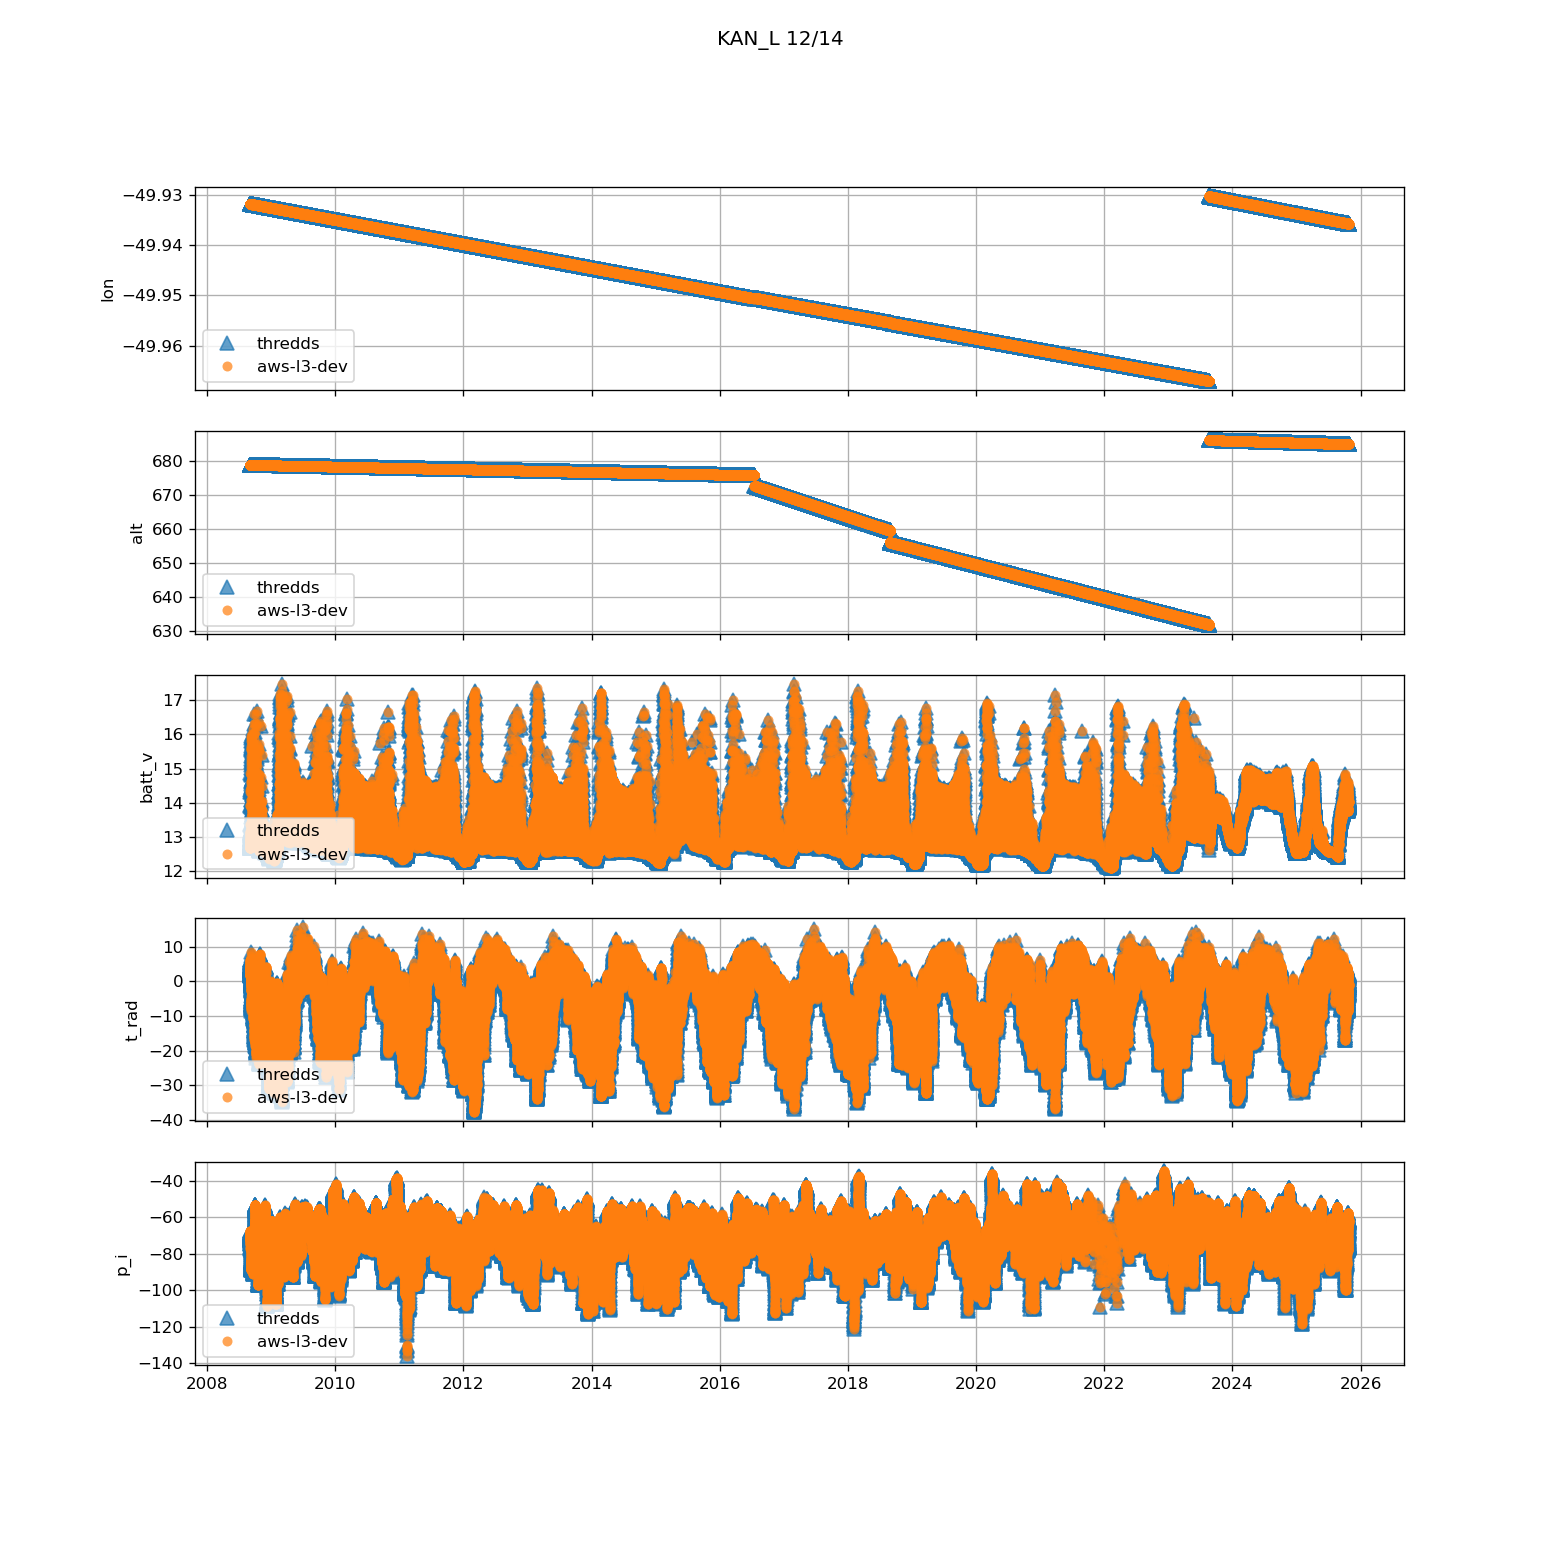 KAN_L 12/14
−49.93
−49.94
−49.95
−49.96
lon
thredds
aws-l3-dev
680
670
660
650
640
630
alt
thredds
aws-l3-dev
17
16
15
14
13
12
batt_v
thredds
aws-l3-dev
10
0
−10
−20
−30
−40
t_rad
thredds
aws-l3-dev
−40
−60
−80
−100
−120
−140
p_i
thredds
aws-l3-dev
2008 2010 2012 2014 2016 2018 2020 2022 2024 2026